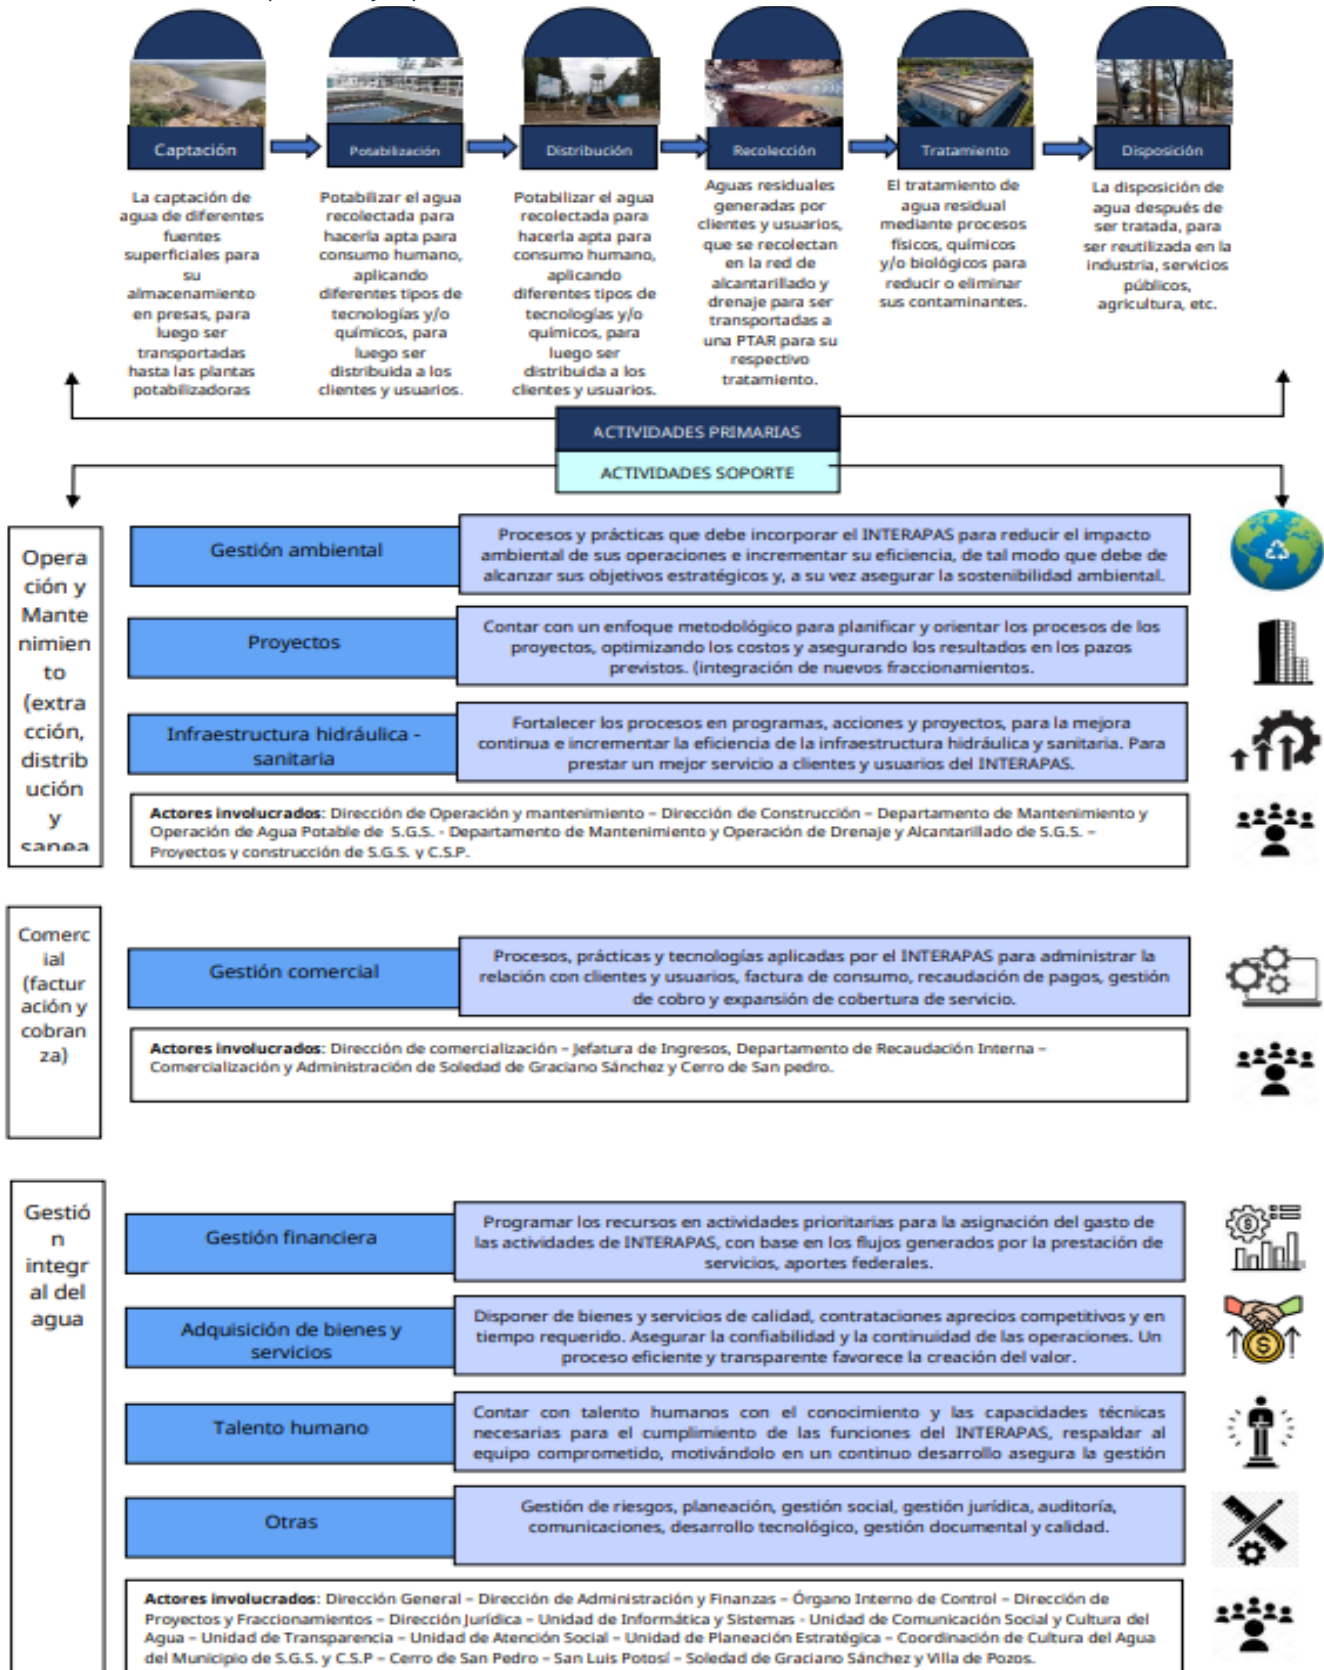 Captación
Potabilización
Distribución
Recolección
Tratamiento
Disposición
La captación de
agua de diferentes
fuentes
superficiales para
su
almacenamiento
en presas, para
luego ser
transportadas
hasta las plantas
potabilizadoras
Potabilizar el agua
recolectada para
hacerla apta para
consumo humano,
aplicando
diferentes tipos de
tecnologías y/o
químicos, para
luego ser
distribuida a los
clientes y usuarios.
Potabilizar el agua
recolectada para
hacerla apta para
consumo humano,
aplicando
diferentes tipos de
tecnologías y/o
químicos, para
luego ser
distribuida a los
clientes y usuarios.
Aguas residuales
generadas por
clientes y usuarios,
que se recolectan
en la red de
alcantarillado y
drenaje para ser
transportadas a
una PTAR para su
respectivo
tratamiento.
El tratamiento de
agua residual
mediante procesos
físicos, químicos
y/o biológicos para
reducir o eliminar
sus contaminantes.
La disposición de
agua después de
ser tratada, para
ser reutilizada en la
industria, servicios
públicos,
agricultura, etc.
ACTIVIDADES PRIMARIAS
ACTIVIDADES SOPORTE
Opera
ción y
Mante
nimien
to
(extra
cción,
distrib
ución
y
sanea
Gestión ambiental
Procesos y prácticas que debe incorporar el INTERAPAS para reducir el impacto
ambiental de sus operaciones e incrementar su eficiencia, de tal modo que debe de
alcanzar sus objetivos estratégicos y, a su vez asegurar la sostenibilidad ambiental.
Proyectos
Contar con un enfoque metodológico para planificar y orientar los procesos de los
proyectos, optimizando los costos y asegurando los resultados en los pazos
previstos. (integración de nuevos fraccionamientos.
Infraestructura hidráulica -
sanitaria
Fortalecer los procesos en programas, acciones y proyectos, para la mejora
continua e incrementar la eficiencia de la infraestructura hidráulica y sanitaria. Para
prestar un mejor servicio a clientes y usuarios del INTERAPAS.
Actores involucrados: Dirección de Operación y mantenimiento – Dirección de Construcción – Departamento de Mantenimiento y
Operación de Agua Potable de S.G.S. - Departamento de Mantenimiento y Operación de Drenaje y Alcantarillado de S.G.S. –
Proyectos y construcción de S.G.S. y C.S.P.
Comerc
ial
(factur
ación y
cobran
za)
Gestión comercial
Procesos, prácticas y tecnologías aplicadas por el INTERAPAS para administrar la
relación con clientes y usuarios, factura de consumo, recaudación de pagos, gestión
de cobro y expansión de cobertura de servicio.
Actores involucrados: Dirección de comercialización – Jefatura de Ingresos, Departamento de Recaudación Interna –
Comercialización y Administración de Soledad de Graciano Sánchez y Cerro de San pedro.
Gestió
n
integr
al del
agua
Gestión financiera
Programar los recursos en actividades prioritarias para la asignación del gasto de
las actividades de INTERAPAS, con base en los flujos generados por la prestación de
servicios, aportes federales.
Adquisición de bienes y
servicios
Disponer de bienes y servicios de calidad, contrataciones aprecios competitivos y en
tiempo requerido. Asegurar la confiabilidad y la continuidad de las operaciones. Un
proceso eficiente y transparente favorece la creación del valor.
Talento humano
Contar con talento humanos con el conocimiento y las capacidades técnicas
necesarias para el cumplimiento de las funciones del INTERAPAS, respaldar al
equipo comprometido, motivándolo en un continuo desarrollo asegura la gestión
Otras
Gestión de riesgos, planeación, gestión social, gestión jurídica, auditoría,
comunicaciones, desarrollo tecnológico, gestión documental y calidad.
Actores involucrados: Dirección General – Dirección de Administración y Finanzas – Órgano Interno de Control – Dirección de
Proyectos y Fraccionamientos – Dirección Jurídica – Unidad de Informática y Sistemas - Unidad de Comunicación Social y Cultura del
Agua – Unidad de Transparencia – Unidad de Atención Social – Unidad de Planeación Estratégica – Coordinación de Cultura del Agua
del Municipio de S.G.S. y C.S.P – Cerro de San Pedro – San Luis Potosí – Soledad de Graciano Sánchez y Villa de Pozos.